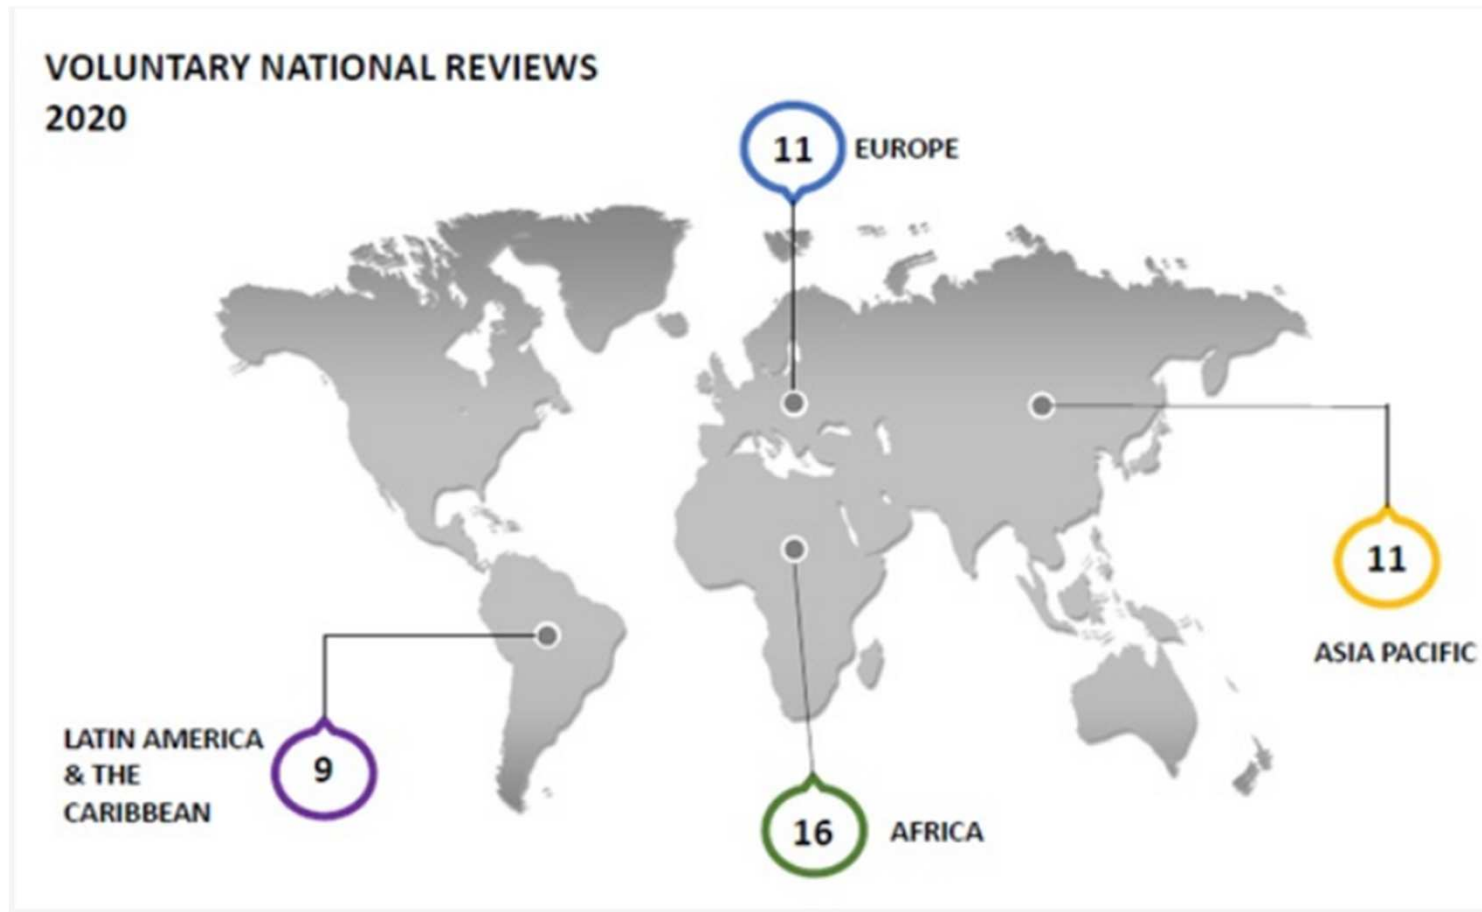 VOLUNTARY NATIONAL REVIEWS
2020
11
EUROPE
11
ASIA PACIFIC
LATIN AMERICA
& THE
CARIBBEAN
9
16
AFRICA